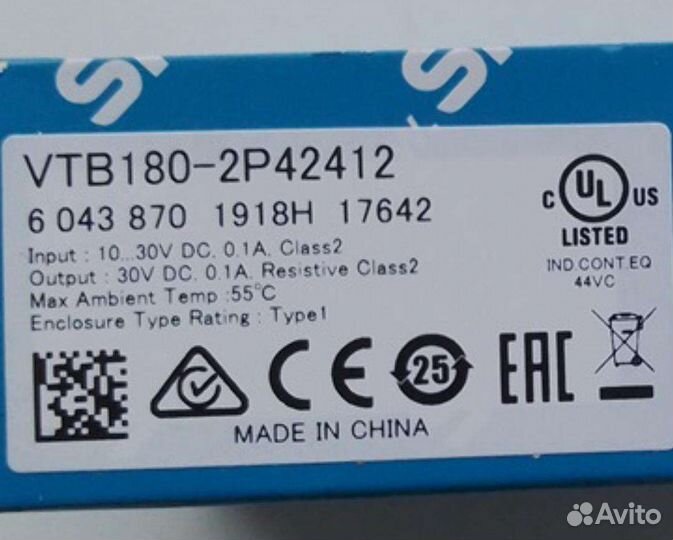 VTB180-2P42412
6 043 870 1918H 17642
Input : 10...30V DC. 0.1A. Class2
Output : 30V DC. 0.1A. Resistive Class2
Max Ambient Temp :55℃
Enclosure Type Rating : Type1
C UL US
LISTED
IND.CONT.EQ
44VC
CE
25
EAC
MADE IN CHINA
Avito